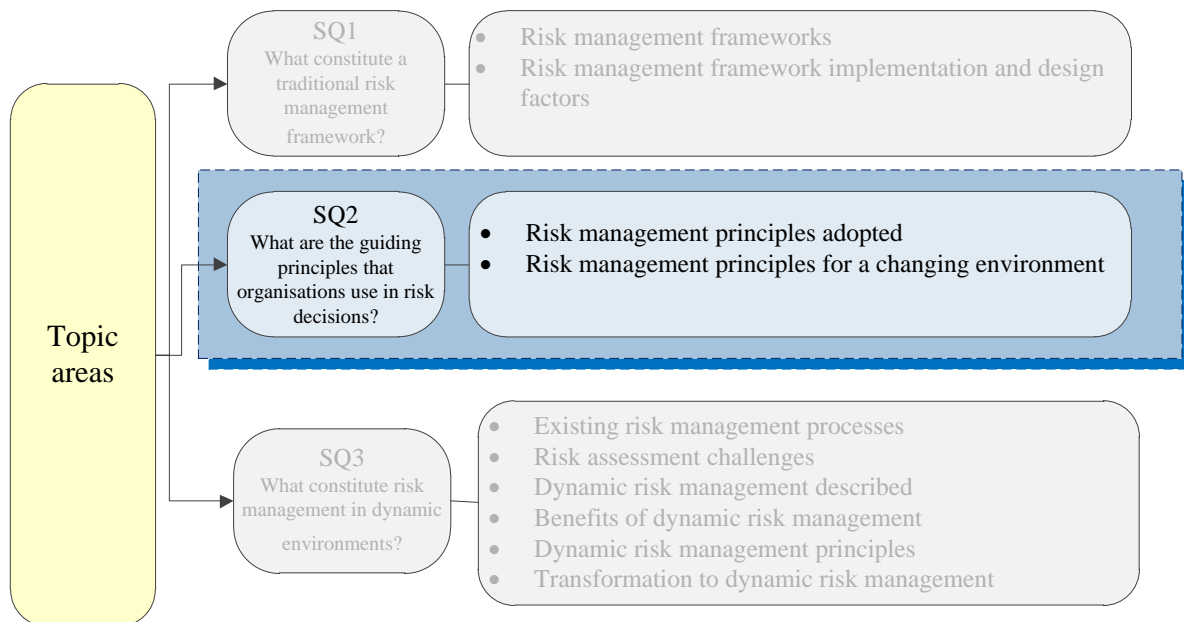 Topic
areas
SQ1
What constitute a
traditional risk
management
framework?
• Risk management frameworks
• Risk management framework implementation and design
factors
SQ2
What are the guiding
principles that
organisations use in risk
decisions?
• Risk management principles adopted
• Risk management principles for a changing environment
SQ3
What constitute risk
management in dynamic
environments?
• Existing risk management processes
• Risk assessment challenges
• Dynamic risk management described
• Benefits of dynamic risk management
• Dynamic risk management principles
• Transformation to dynamic risk management